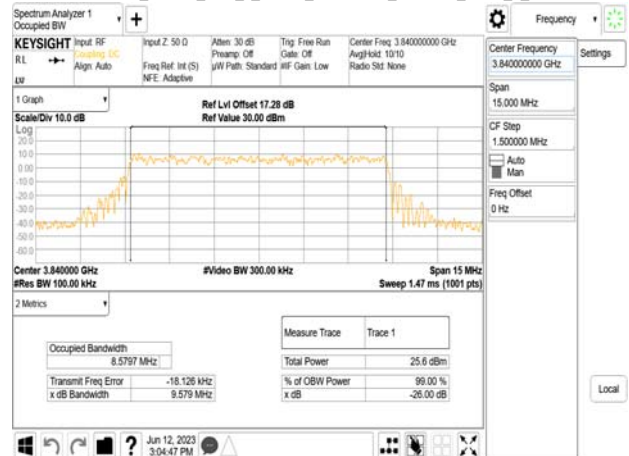 Spectrum Analyzer 1
Occupied BW
Frequency
KEYSIGHT
RL
Input: RF
Coupling: DC
Align: Auto
Input Z: 50 Ω
Freq Ref: Int (S)
NFE: Adaptive
Atten: 30 dB
Preamp: Off
µW Path: Standard
Trig: Free Run
Gate: Off
#IF Gain: Low
Center Freq: 3.840000000 GHz
Avg|Hold: 10/10
Radio Std: None
Center Frequency
3.840000000 GHz
Settings
Span
15.000 MHz
CF Step
1.500000 MHz
Auto
Man
Freq Offset
0 Hz
Local
1 Graph
Scale/Div 10.0 dB
Ref Lvl Offset 17.28 dB
Ref Value 30.00 dBm
Log
20.0
10.0
0.00
-10.0
-20.0
-30.0
-40.0
-50.0
-60.0
Center 3.840000 GHz
#Video BW 300.00 kHz
Span 15 MHz
#Res BW 100.00 kHz
Sweep 1.47 ms (1001 pts)
2 Metrics
Measure Trace Trace 1
Occupied Bandwidth
8.5797 MHz
Total Power 25.6 dBm
Transmit Freq Error -18.126 kHz
% of OBW Power 99.00 %
x dB Bandwidth 9.579 MHz
x dB -26.00 dB
Jun 12, 2023
3:04:47 PM